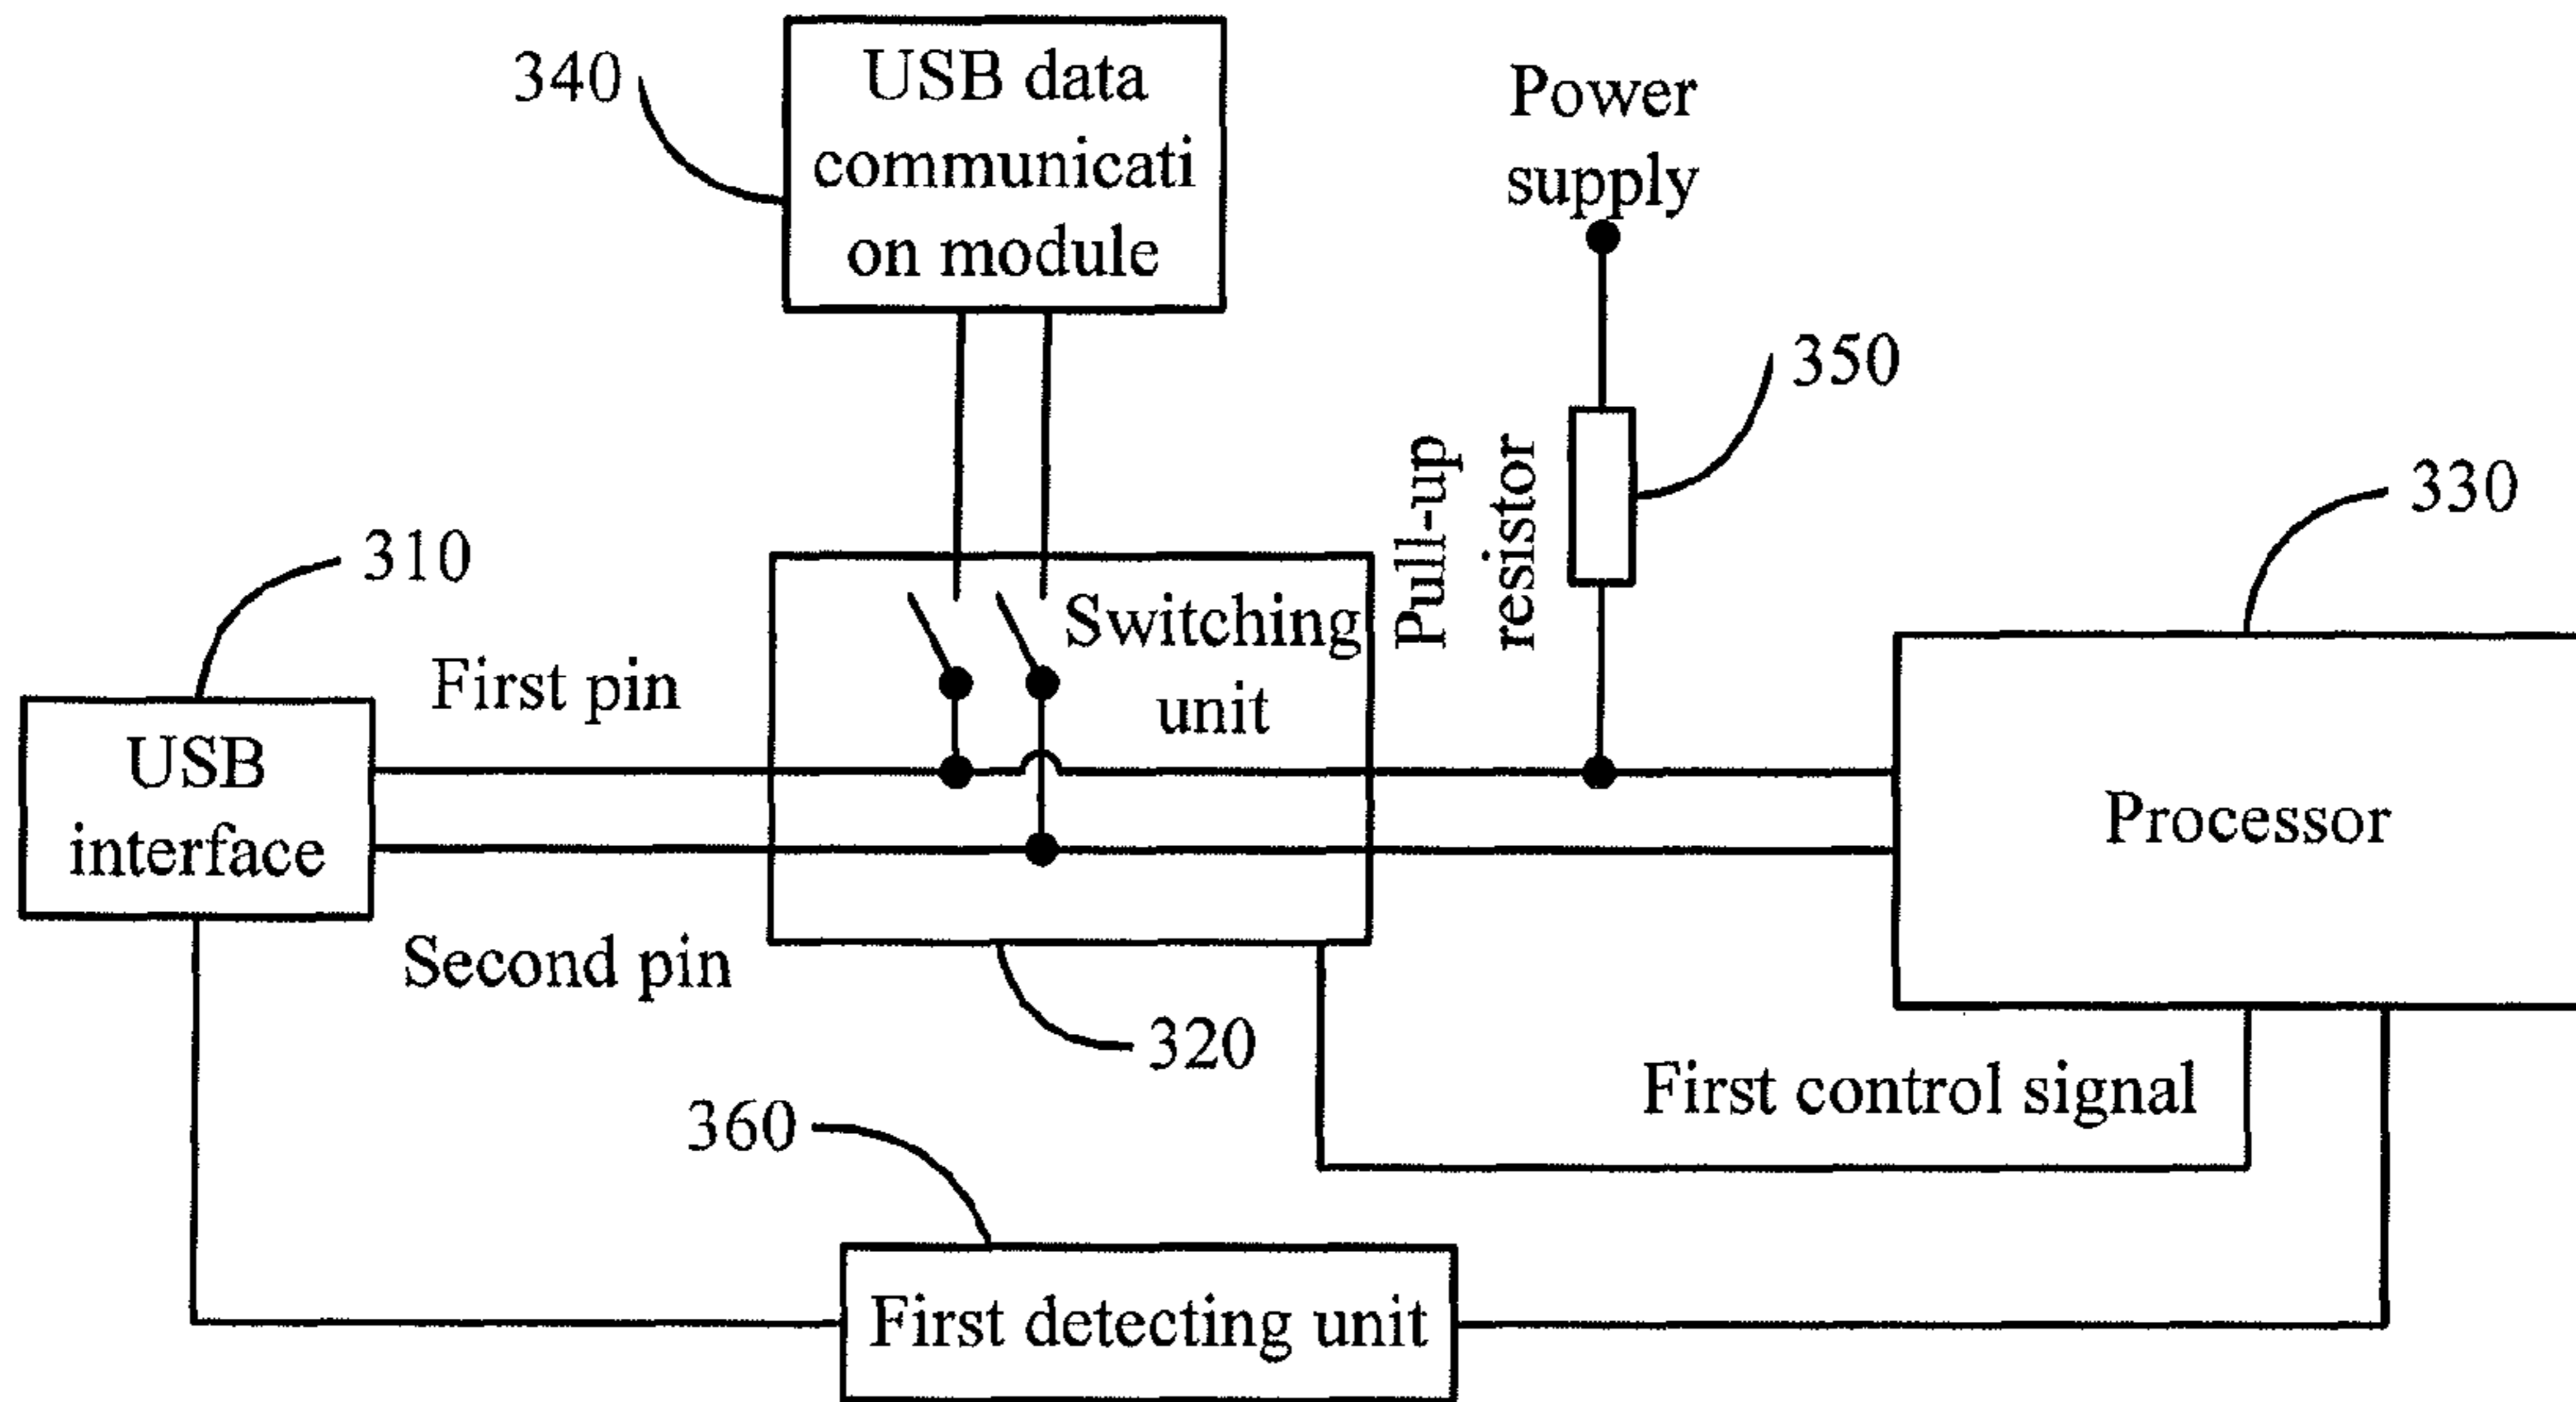 340
USB data
communicati
on module
Power
supply
350
Pull-up
resistor
330
310
First pin
Switching
unit
USB
interface
Processor
Second pin
320
First control signal
360
First detecting unit